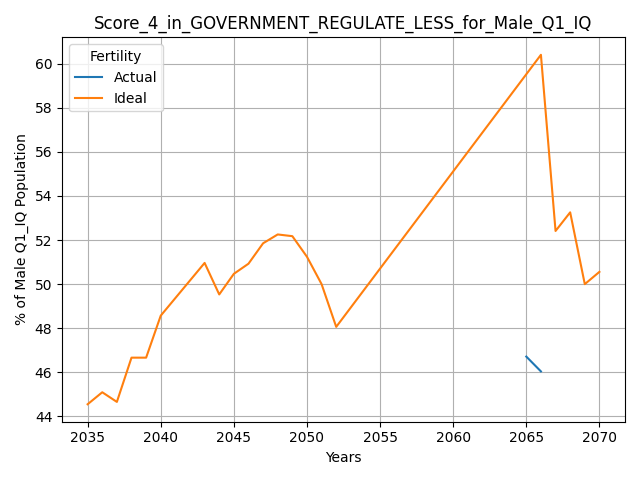 Score_4_in_GOVERNMENT_REGULATE_LESS_for_Male_Q1_IQ
Fertility
Actual
Ideal
% of Male Q1_IQ Population
60
58
56
54
52
50
48
46
44
2035 2040 2045 2050 2055 2060 2065 2070
Years